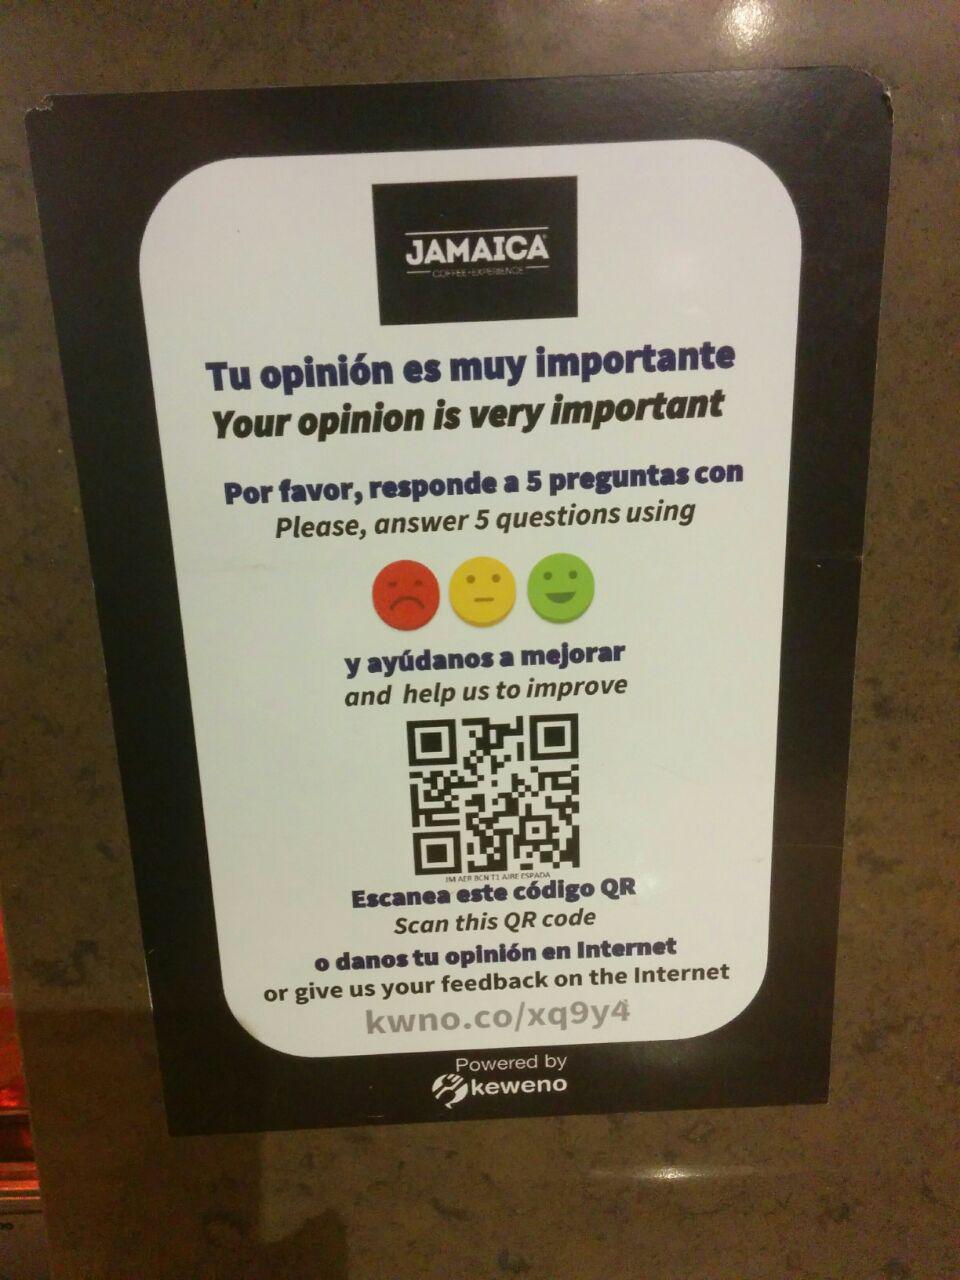 JAMAICA
COFFEE·EXPERIENCE
Tu opinión es muy importante
Your opinion is very important
Por favor, responde a 5 preguntas con
Please, answer 5 questions using
y ayúdanos a mejorar
and help us to improve
IM AER BCN T1 AIRE ESPADA
Escanea este código QR
Scan this QR code
o danos tu opinión en Internet
or give us your feedback on the Internet
kwno.co/xq9y4
Powered by
keweno